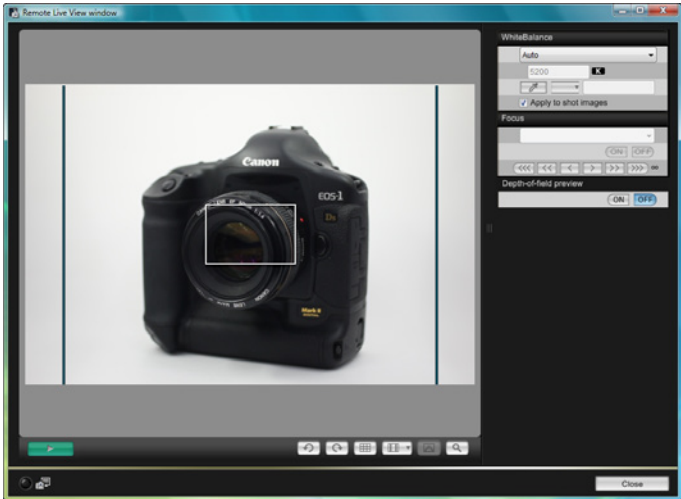 Remote Live View window
WhiteBalance
Auto
5200 K
Apply to shot images
Focus
ON OFF
<<< << < > >> >>> ∞
Depth-of-field preview
ON OFF
Canon
EOS-1
Ds
Mark II
Close